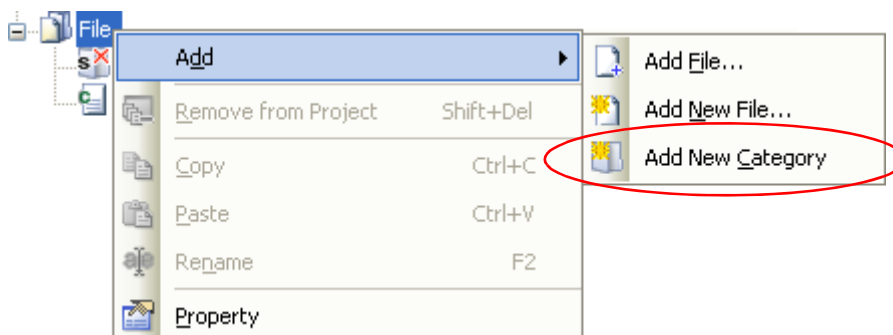 File
Add
Add File...
Add New File...
Add New Category
Remove from Project Shift+Del
Copy Ctrl+C
Paste Ctrl+V
Rename F2
Property